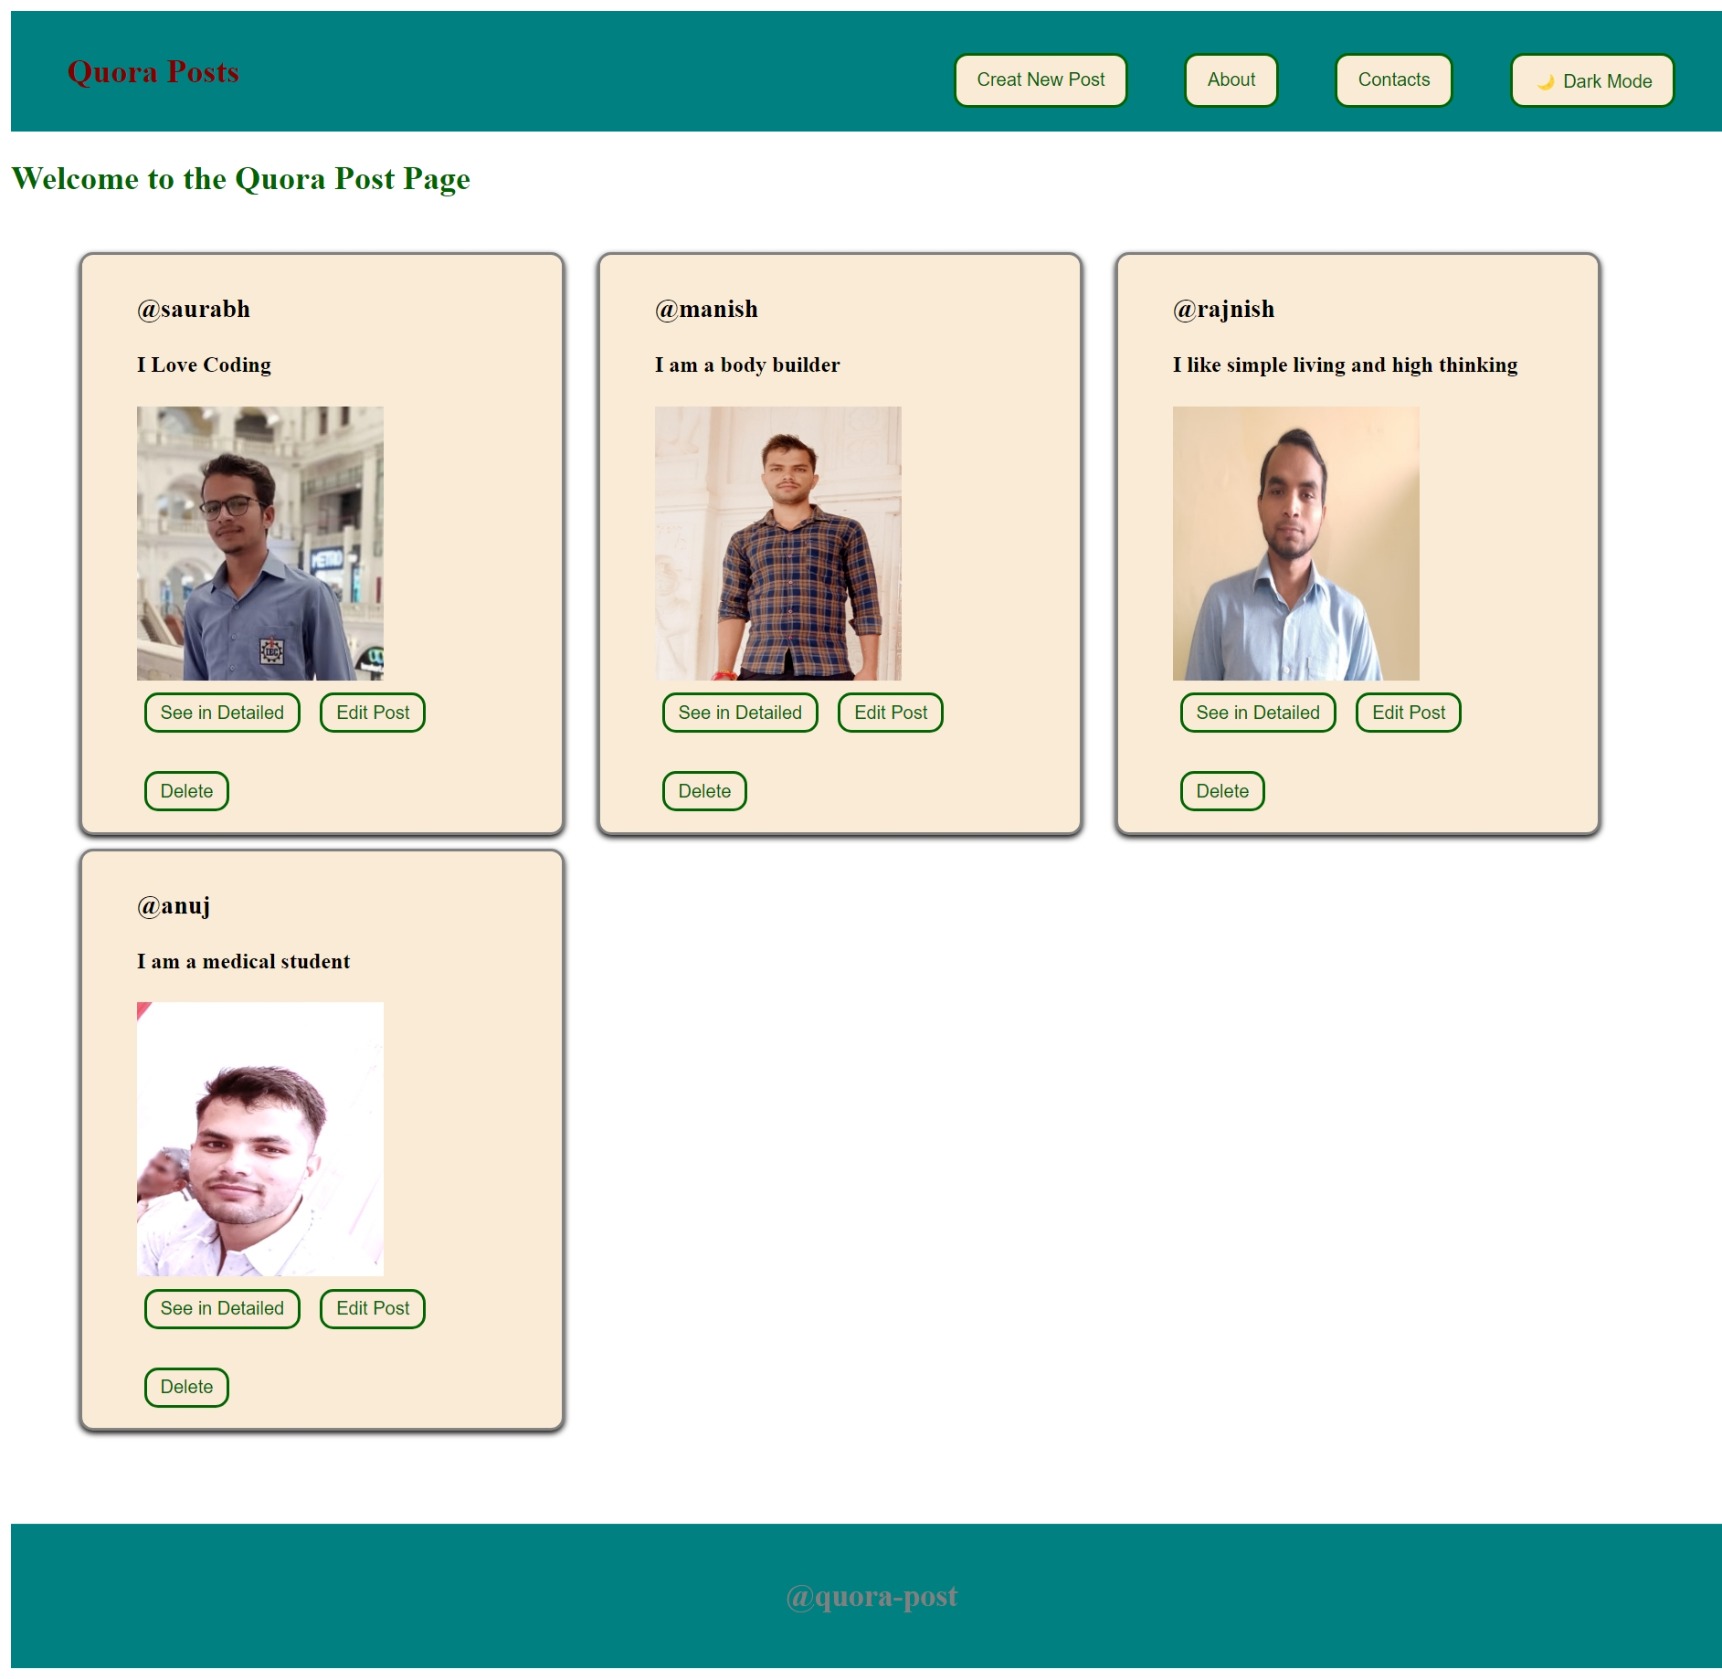 Quora Posts
Creat New Post
About
Contacts
🌙 Dark Mode
Welcome to the Quora Post Page
@saurabh
I Love Coding
METRO
See in Detailed
Edit Post
Delete
@manish
I am a body builder
See in Detailed
Edit Post
Delete
@rajnish
I like simple living and high thinking
See in Detailed
Edit Post
Delete
@anuj
I am a medical student
See in Detailed
Edit Post
Delete
@quora-post